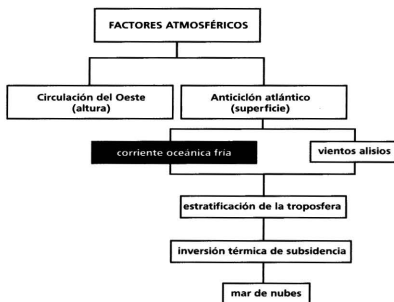 FACTORES ATMOSFÉRICOS
Circulación del Oeste
(altura)
Anticiclón atlántico
(superficie)
corriente oceánica fría
vientos alisios
estratificación de la troposfera
inversión térmica de subsidencia
mar de nubes